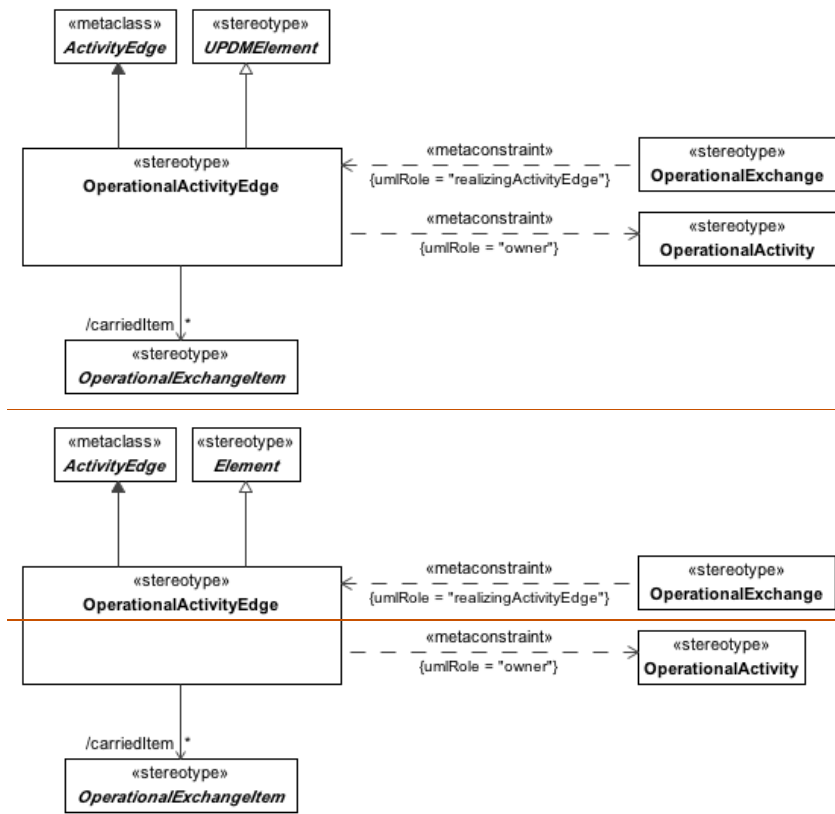 «metaclass»
ActivityEdge
«stereotype»
UPDMElement
«stereotype»
OperationalActivityEdge
«metaconstraint»
{umlRole = "realizingActivityEdge"}
«stereotype»
OperationalExchange
«metaconstraint»
{umlRole = "owner"}
«stereotype»
OperationalActivity
/carriedItem *
«stereotype»
OperationalExchangeItem
«metaclass»
ActivityEdge
«stereotype»
Element
«stereotype»
OperationalActivityEdge
«metaconstraint»
{umlRole = "realizingActivityEdge"}
«stereotype»
OperationalExchange
«metaconstraint»
{umlRole = "owner"}
«stereotype»
OperationalActivity
/carriedItem *
«stereotype»
OperationalExchangeItem